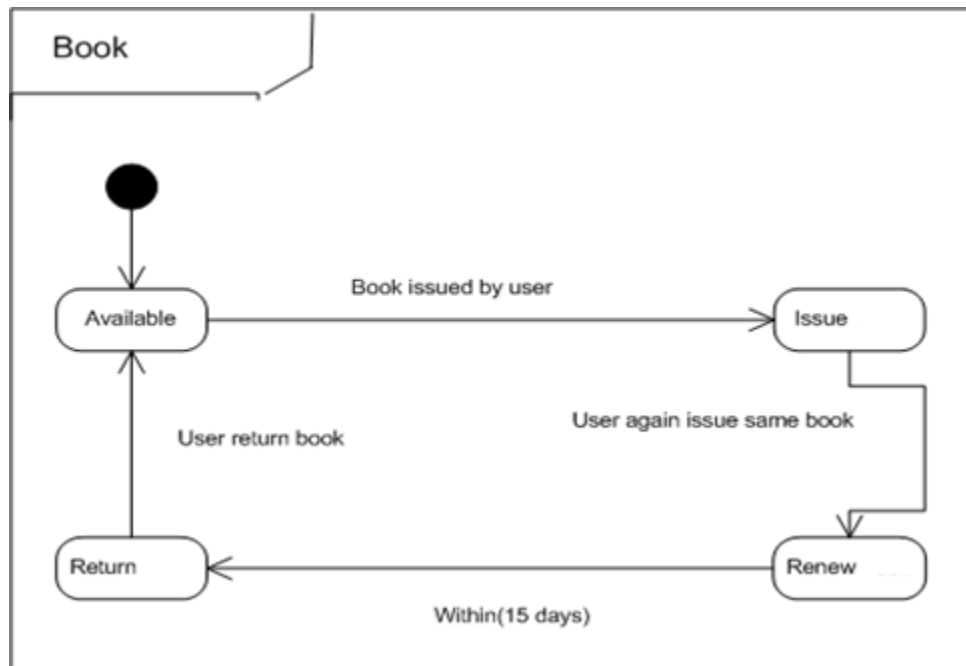 Book
Book issued by user
Available
Issue
User again issue same book
User return book
Return
Renew
Within(15 days)